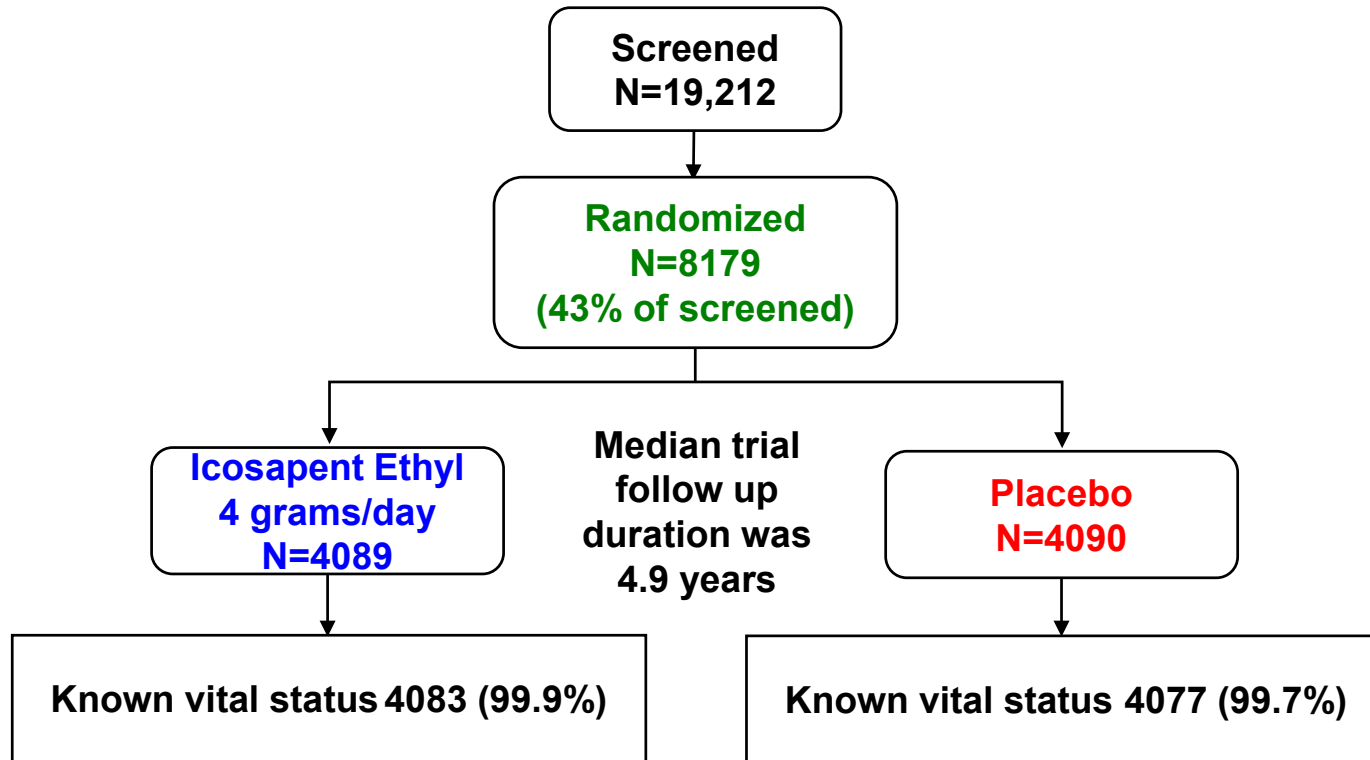 Screened
N=19,212
Randomized
N=8179
(43% of screened)
Icosapent Ethyl
4 grams/day
N=4089
Median trial
follow up
duration was
4.9 years
Placebo
N=4090
Known vital status 4083 (99.9%)
Known vital status 4077 (99.7%)